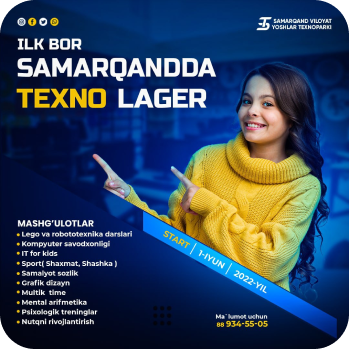 SAMARQAND VILOYAT
YOSHLAR TEXNOPARKI
ILK BOR
SAMARQANDDA
TEXNO LAGER
MASHG'ULOTLAR
Lego va robototexnika darslari
Kompyuter savodxonligi
IT for kids
Sport( Shaxmat, Shashka )
Samalyot sozlik
Grafik dizayn
Multik time
Mental arifmetika
Psixologik treninglar
Nutqni rivojlantirish
START | 1-IYUN | 2022-YIL
Ma`lumot uchun
88 934-55-05